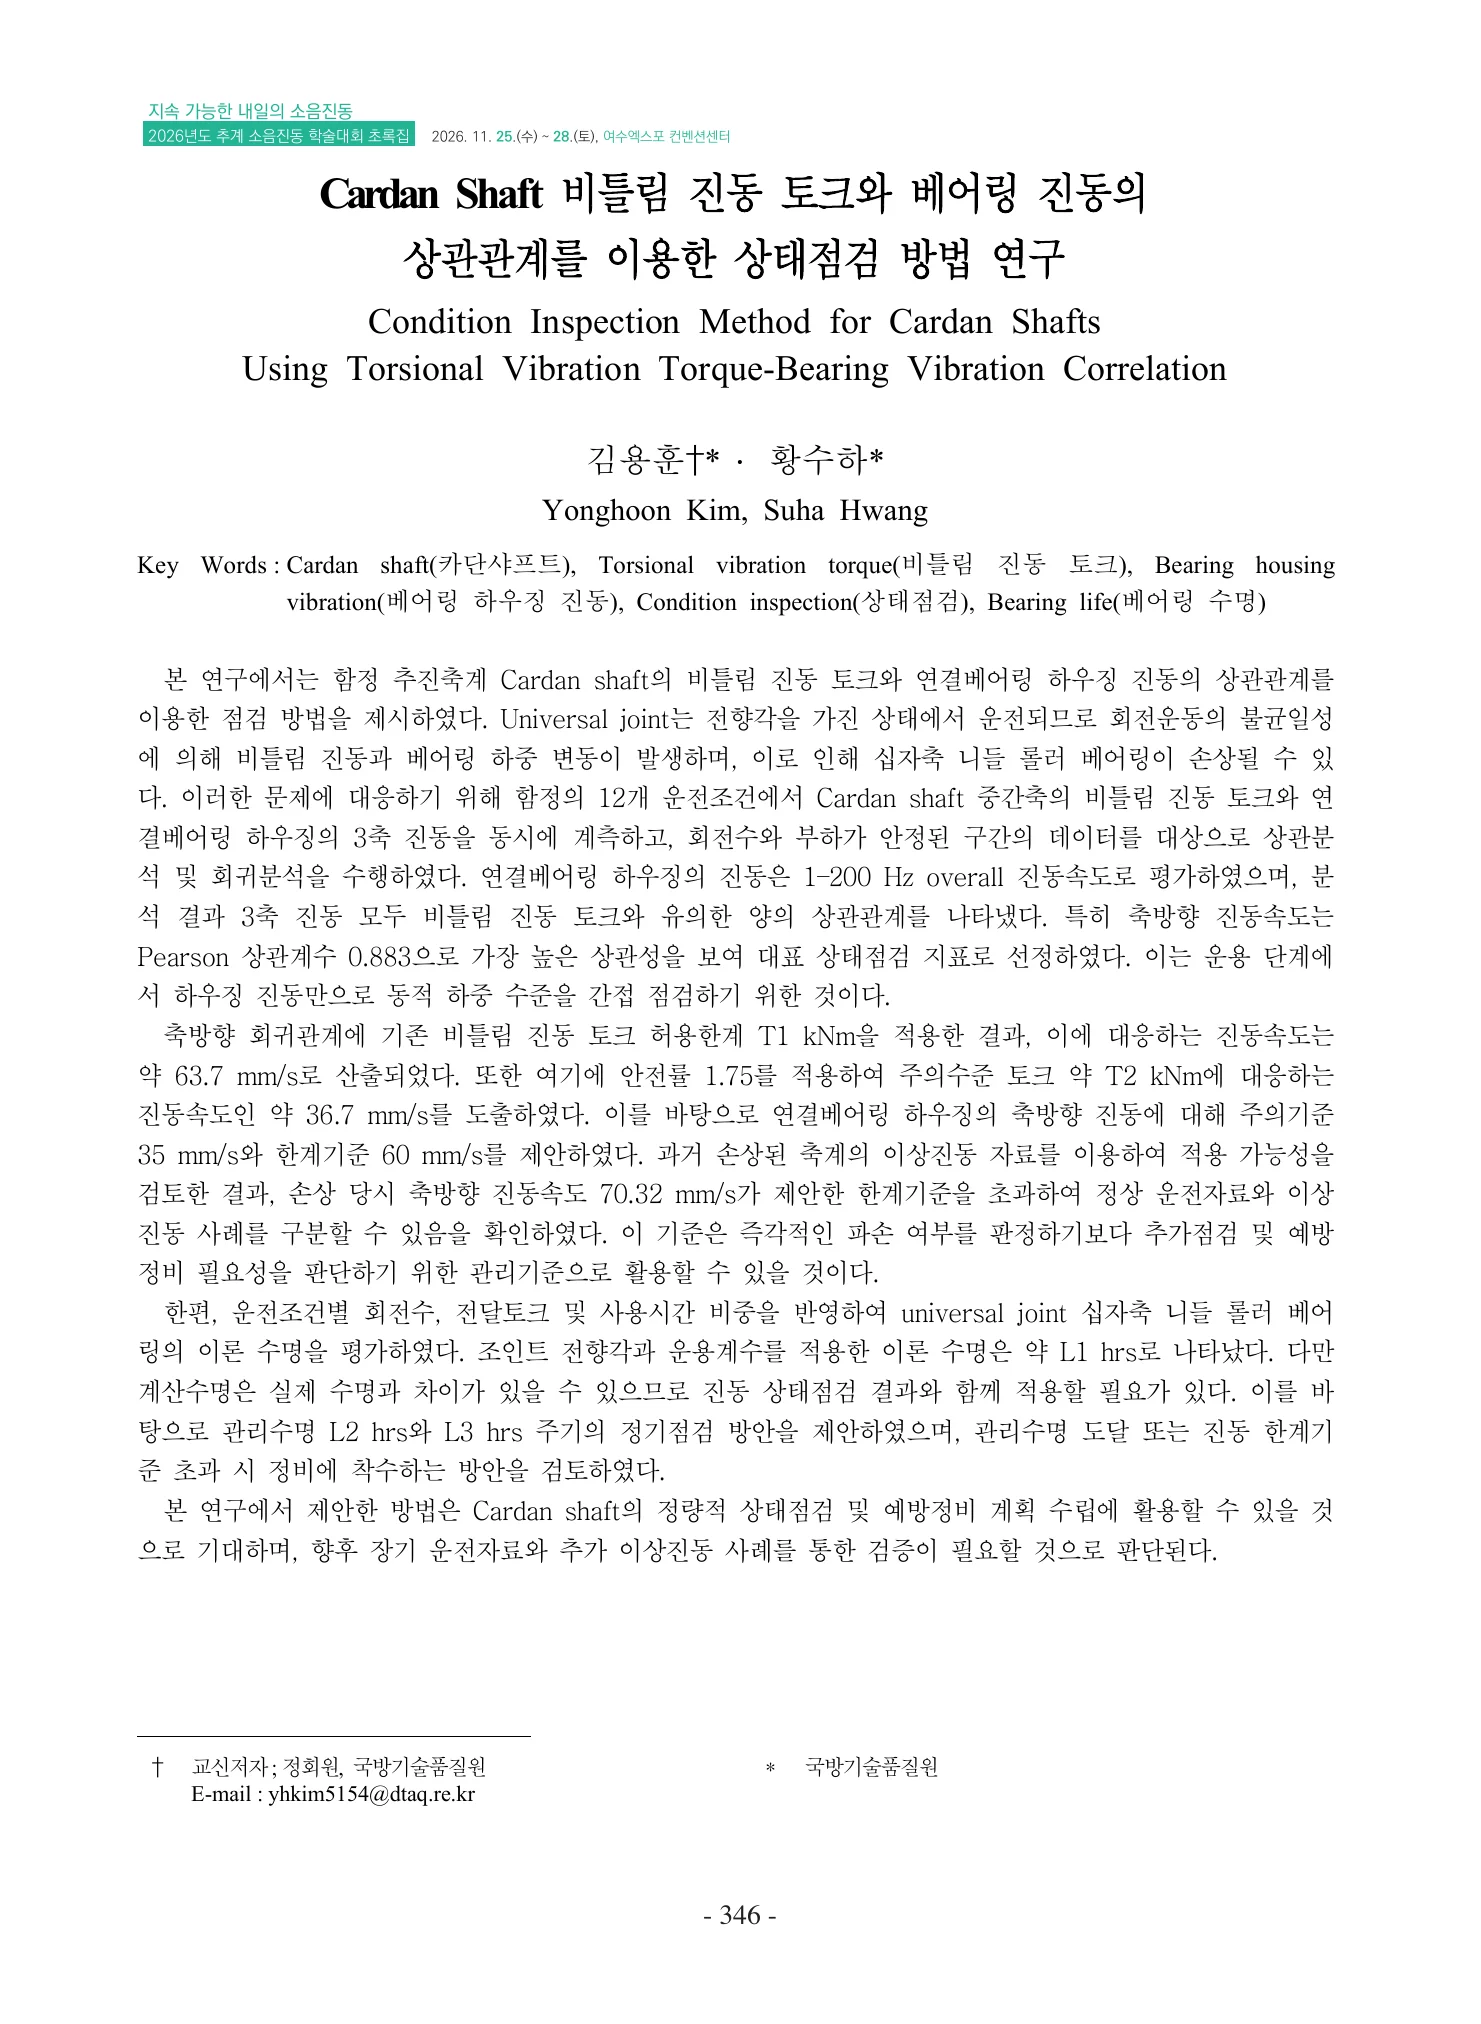 지속 가능한 내일의 소음진동
2026년도 추계 소음진동 학술대회 초록집 2026. 11. 25.(수) ~ 28.(토), 여수엑스포 컨벤션센터
Cardan Shaft 비틀림 진동 토크와 베어링 진동의
상관관계를 이용한 상태점검 방법 연구
Condition Inspection Method for Cardan Shafts
Using Torsional Vibration Torque-Bearing Vibration Correlation
김용훈†* · 황수하*
Yonghoon Kim, Suha Hwang
Key Words : Cardan shaft(카단샤프트), Torsional vibration torque(비틀림 진동 토크), Bearing housing
vibration(베어링 하우징 진동), Condition inspection(상태점검), Bearing life(베어링 수명)
본 연구에서는 함정 추진축계 Cardan shaft의 비틀림 진동 토크와 연결베어링 하우징 진동의 상관관계를
이용한 점검 방법을 제시하였다. Universal joint는 전향각을 가진 상태에서 운전되므로 회전운동의 불균일성
에 의해 비틀림 진동과 베어링 하중 변동이 발생하며, 이로 인해 십자축 니들 롤러 베어링이 손상될 수 있
다. 이러한 문제에 대응하기 위해 함정의 12개 운전조건에서 Cardan shaft 중간축의 비틀림 진동 토크와 연
결베어링 하우징의 3축 진동을 동시에 계측하고, 회전수와 부하가 안정된 구간의 데이터를 대상으로 상관분
석 및 회귀분석을 수행하였다. 연결베어링 하우징의 진동은 1-200 Hz overall 진동속도로 평가하였으며, 분
석 결과 3축 진동 모두 비틀림 진동 토크와 유의한 양의 상관관계를 나타냈다. 특히 축방향 진동속도는
Pearson 상관계수 0.883으로 가장 높은 상관성을 보여 대표 상태점검 지표로 선정하였다. 이는 운용 단계에
서 하우징 진동만으로 동적 하중 수준을 간접 점검하기 위한 것이다.
축방향 회귀관계에 기존 비틀림 진동 토크 허용한계 T1 kNm을 적용한 결과, 이에 대응하는 진동속도는
약 63.7 mm/s로 산출되었다. 또한 여기에 안전률 1.75를 적용하여 주의수준 토크 약 T2 kNm에 대응하는
진동속도인 약 36.7 mm/s를 도출하였다. 이를 바탕으로 연결베어링 하우징의 축방향 진동에 대해 주의기준
35 mm/s와 한계기준 60 mm/s를 제안하였다. 과거 손상된 축계의 이상진동 자료를 이용하여 적용 가능성을
검토한 결과, 손상 당시 축방향 진동속도 70.32 mm/s가 제안한 한계기준을 초과하여 정상 운전자료와 이상
진동 사례를 구분할 수 있음을 확인하였다. 이 기준은 즉각적인 파손 여부를 판정하기보다 추가점검 및 예방
정비 필요성을 판단하기 위한 관리기준으로 활용할 수 있을 것이다.
한편, 운전조건별 회전수, 전달토크 및 사용시간 비중을 반영하여 universal joint 십자축 니들 롤러 베어
링의 이론 수명을 평가하였다. 조인트 전향각과 운용계수를 적용한 이론 수명은 약 L1 hrs로 나타났다. 다만
계산수명은 실제 수명과 차이가 있을 수 있으므로 진동 상태점검 결과와 함께 적용할 필요가 있다. 이를 바
탕으로 관리수명 L2 hrs와 L3 hrs 주기의 정기점검 방안을 제안하였으며, 관리수명 도달 또는 진동 한계기
준 초과 시 정비에 착수하는 방안을 검토하였다.
본 연구에서 제안한 방법은 Cardan shaft의 정량적 상태점검 및 예방정비 계획 수립에 활용할 수 있을 것
으로 기대하며, 향후 장기 운전자료와 추가 이상진동 사례를 통한 검증이 필요할 것으로 판단된다.
† 교신저자 ; 정회원, 국방기술품질원
E-mail : yhkim5154@dtaq.re.kr
* 국방기술품질원
- 346 -